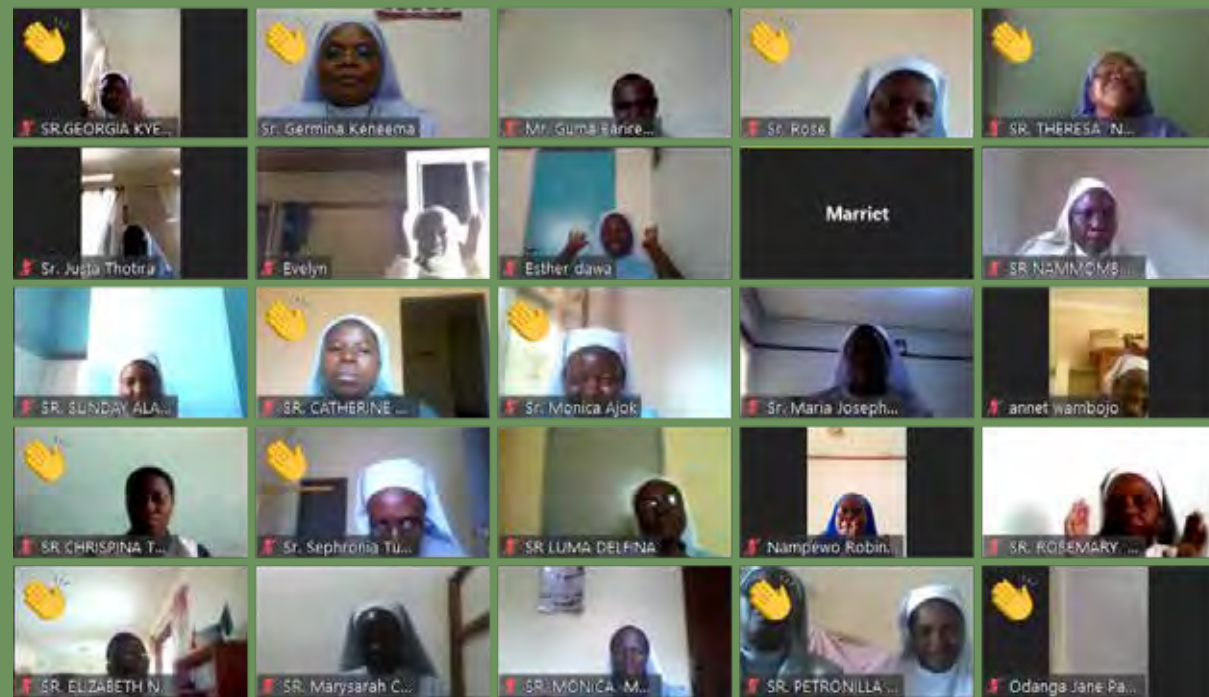 SR.GEORGIA KYE...
Sr. Germina Keneema
Mr. Guma Barire...
Sr. Rose
SR. THERESA N...
Sr. Justa Thotira
Evelyn
Esther dawa
Marriet
SR NAMMOMB...
SR. SUNDAY ALA...
SR. CATHERINE ...
Sr. Monica Ajok
Sr. Maria Joseph...
annet wambojo
SR CHRISPINA T...
Sr. Sephronia Tu...
SR LUMA DELFINA
Nampewo Robin...
SR. ROSEMARY ...
SR. ELIZABETH N...
SR. Marysarah C...
SR. MONICA M...
SR. PETRONILLA ...
Odanga Jane Pa...